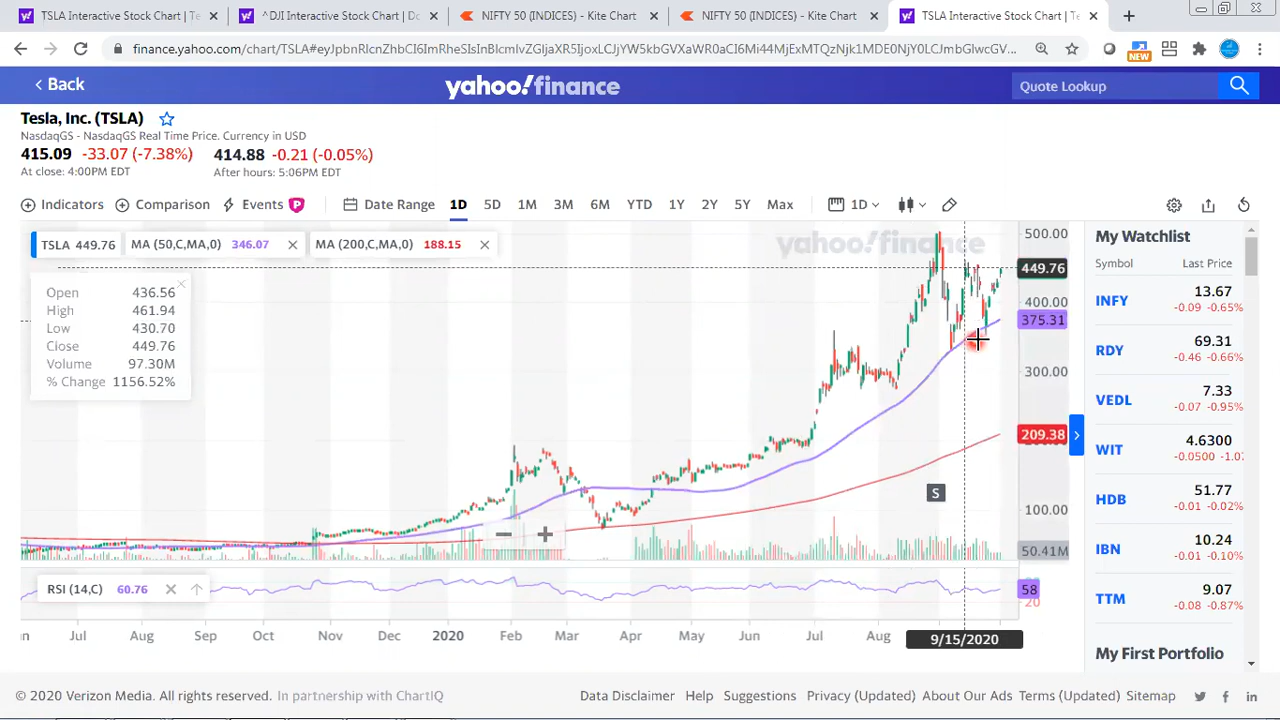 TSLA Interactive Stock Chart | Te
^DJI Interactive Stock Chart | Do
NIFTY 50 (INDICES) - Kite Chart
NIFTY 50 (INDICES) - Kite Chart
TSLA Interactive Stock Chart | Te
finance.yahoo.com/chart/TSLA#eyJpbnRlcnZhbCI6ImRheSIsInBlcmlvZGljaXR5IjoxLCJjYW5kbGVXaWR0aCI6Mi44MjExMTQzNjk1MDE0NjY0LCJmbGlwcGVk...
NEW
Back
yahoo!finance
Quote Lookup
Tesla, Inc. (TSLA)
NasdaqGS - NasdaqGS Real Time Price. Currency in USD
415.09 -33.07 (-7.38%) 414.88 -0.21 (-0.05%)
At close: 4:00PM EDT After hours: 5:06PM EDT
Indicators Comparison Events P Date Range 1D 5D 1M 3M 6M YTD 1Y 2Y 5Y Max 1D
TSLA 449.76 MA (50,C,MA,0) 346.07 MA (200,C,MA,0) 188.15
yahoo!finance
Open 436.56
High 461.94
Low 430.70
Close 449.76
Volume 97.30M
% Change 1156.52%
500.00
449.76
400.00
375.31
300.00
209.38
100.00
50.41M
S
RSI (14,C) 60.76
58
20
Jul Aug Sep Oct Nov Dec 2020 Feb Mar Apr May Jun Jul Aug 9/15/2020
My Watchlist
Symbol Last Price
INFY 13.67
-0.09 -0.65%
RDY 69.31
-0.46 -0.66%
VEDL 7.33
-0.07 -0.95%
WIT 4.6300
-0.0500 -1.0
HDB 51.77
-0.01 -0.02%
IBN 10.24
-0.01 -0.10%
TTM 9.07
-0.08 -0.87%
My First Portfolio
© 2020 Verizon Media. All rights reserved. In partnership with ChartIQ
Data Disclaimer Help Suggestions Privacy (Updated) About Our Ads Terms (Updated) Sitemap